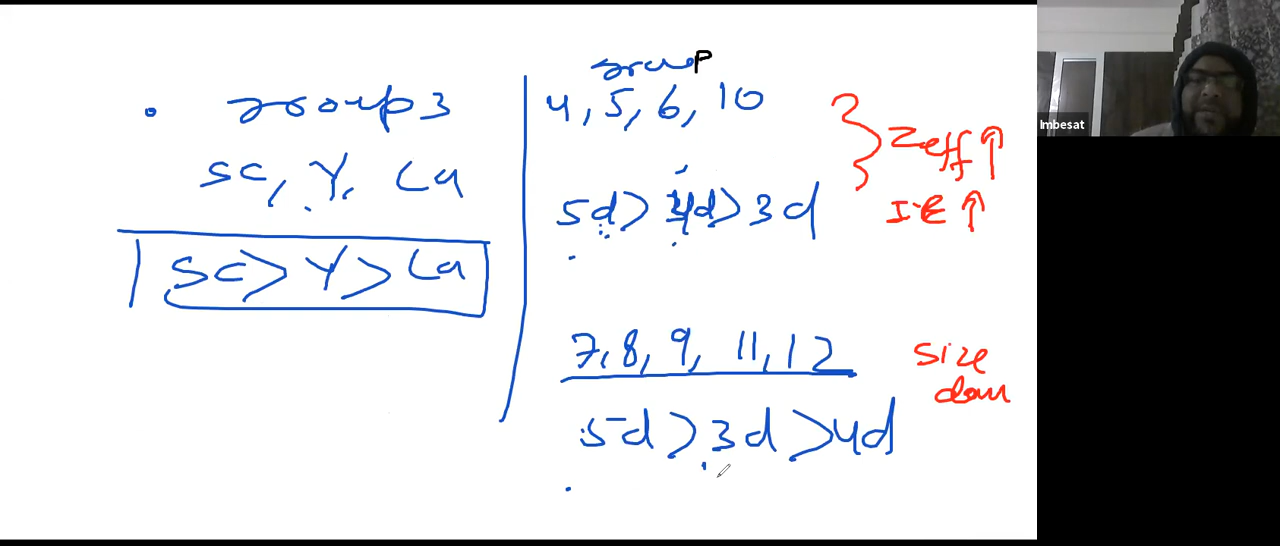 . group 3
Sc, Y, La
Sc > Y > La
group
4, 5, 6, 10
5d > 4d > 3d
} Zeff ↑
I.E ↑
7, 8, 9, 11, 12
5d > 3d > 4d
size
down
Imbesat